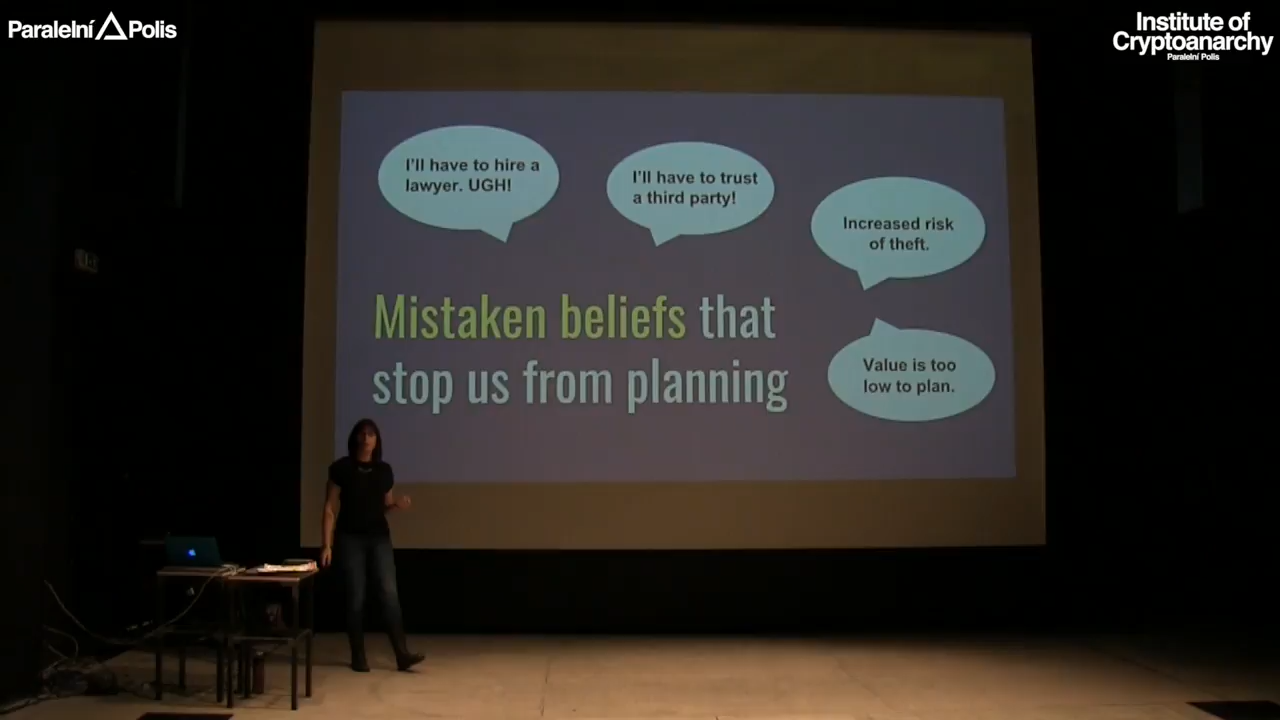 Paralelní Polis
Institute of
Cryptoanarchy
Paralelní Polis
I'll have to hire a
lawyer. UGH!
I'll have to trust
a third party!
Increased risk
of theft.
Mistaken beliefs that
stop us from planning
Value is too
low to plan.